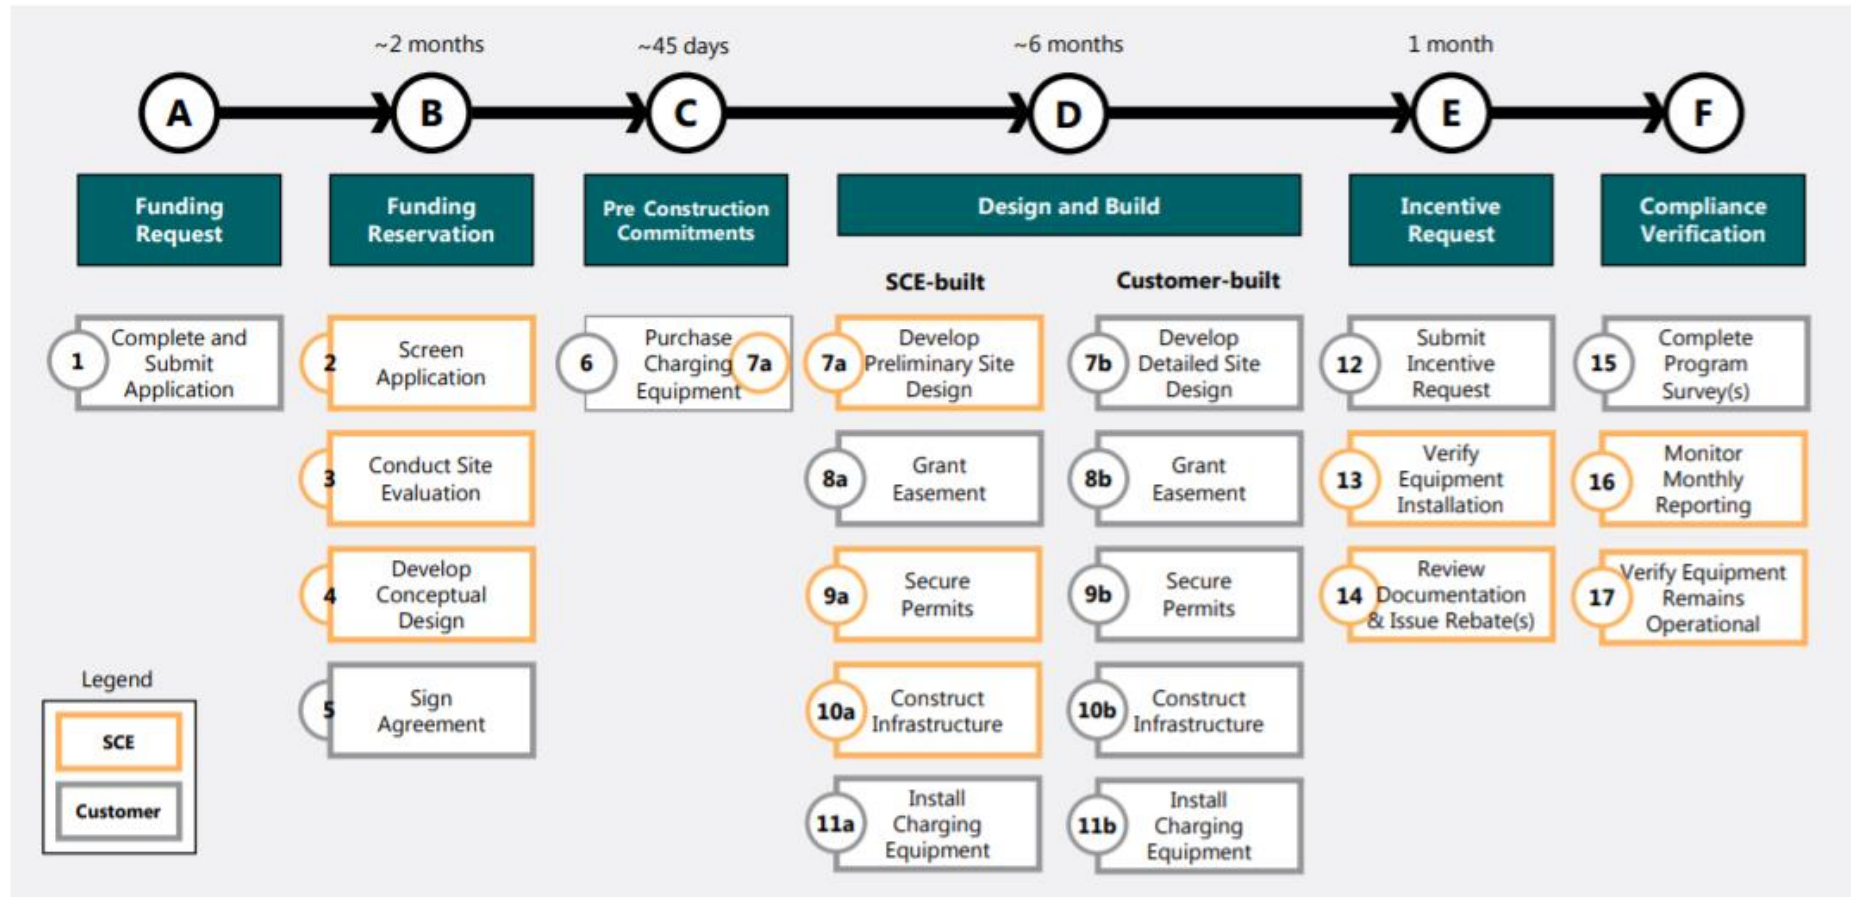 ~2 months
~45 days
~6 months
1 month
A
B
C
D
E
F
Funding
Request
Funding
Reservation
Pre Construction
Commitments
Design and Build
Incentive
Request
Compliance
Verification
SCE-built
Customer-built
1
Complete and
Submit
Application
2
Screen
Application
3
Conduct Site
Evaluation
4
Develop
Conceptual
Design
5
Sign
Agreement
6
Purchase
Charging
Equipment
7a
7a
Develop
Preliminary Site
Design
8a
Grant
Easement
9a
Secure
Permits
10a
Construct
Infrastructure
11a
Install
Charging
Equipment
7b
Develop
Detailed Site
Design
8b
Grant
Easement
9b
Secure
Permits
10b
Construct
Infrastructure
11b
Install
Charging
Equipment
12
Submit
Incentive
Request
13
Verify
Equipment
Installation
14
Review
Documentation
& Issue Rebate(s)
15
Complete
Program
Survey(s)
16
Monitor
Monthly
Reporting
17
Verify Equipment
Remains
Operational
Legend
SCE
Customer